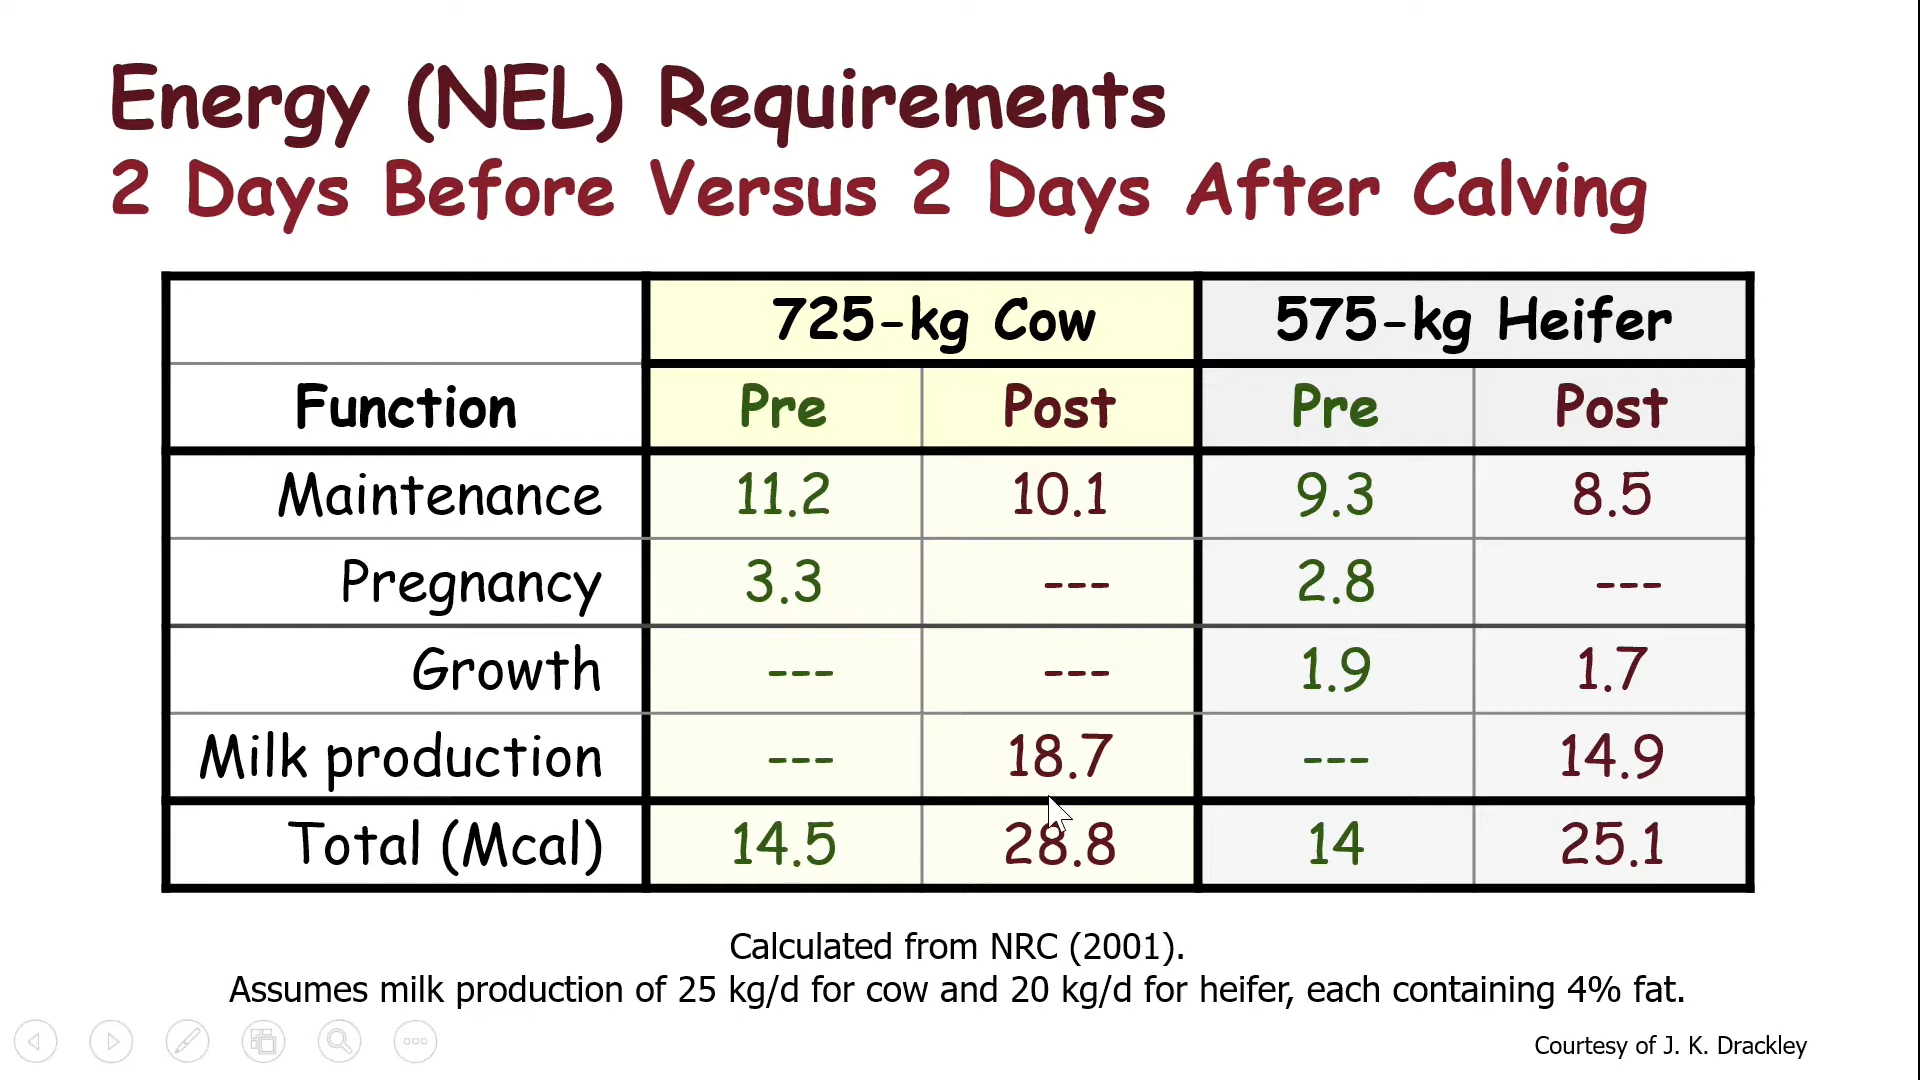 Energy (NEL) Requirements
2 Days Before Versus 2 Days After Calving
725-kg Cow 575-kg Heifer
Function Pre Post Pre Post
Maintenance 11.2 10.1 9.3 8.5
Pregnancy 3.3 --- 2.8 ---
Growth --- --- 1.9 1.7
Milk production --- 18.7 --- 14.9
Total (Mcal) 14.5 28.8 14 25.1
Calculated from NRC (2001).
Assumes milk production of 25 kg/d for cow and 20 kg/d for heifer, each containing 4% fat.
Courtesy of J. K. Drackley